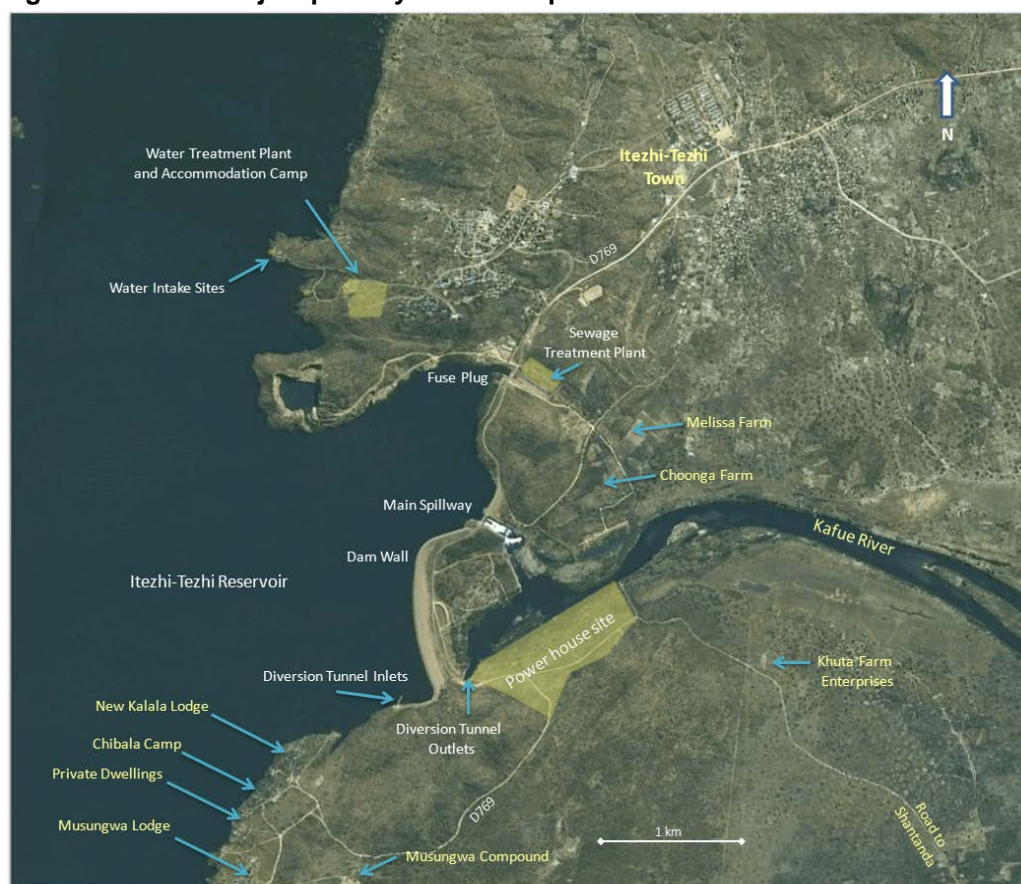 N
Water Treatment Plant
and Accommodation Camp
Itezhi-Tezhi
Town
D769
Water Intake Sites
Sewage
Treatment Plant
Fuse Plug
Melissa Farm
Choonga Farm
Main Spillway
Kafue River
Dam Wall
Itezhi-Tezhi Reservoir
Power house site
Khuta Farm
Enterprises
Diversion Tunnel Inlets
New Kalala Lodge
Diversion Tunnel
Outlets
Chibala Camp
Private Dwellings
D769
Musungwa Lodge
1 km
Road to
Shantanda
Musungwa Compound